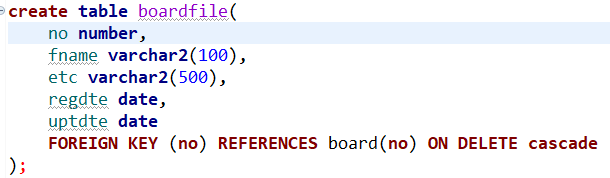 create table boardfile(
no number,
fname varchar2(100),
etc varchar2(500),
regdte date,
uptdte date
FOREIGN KEY (no) REFERENCES board(no) ON DELETE cascade
);